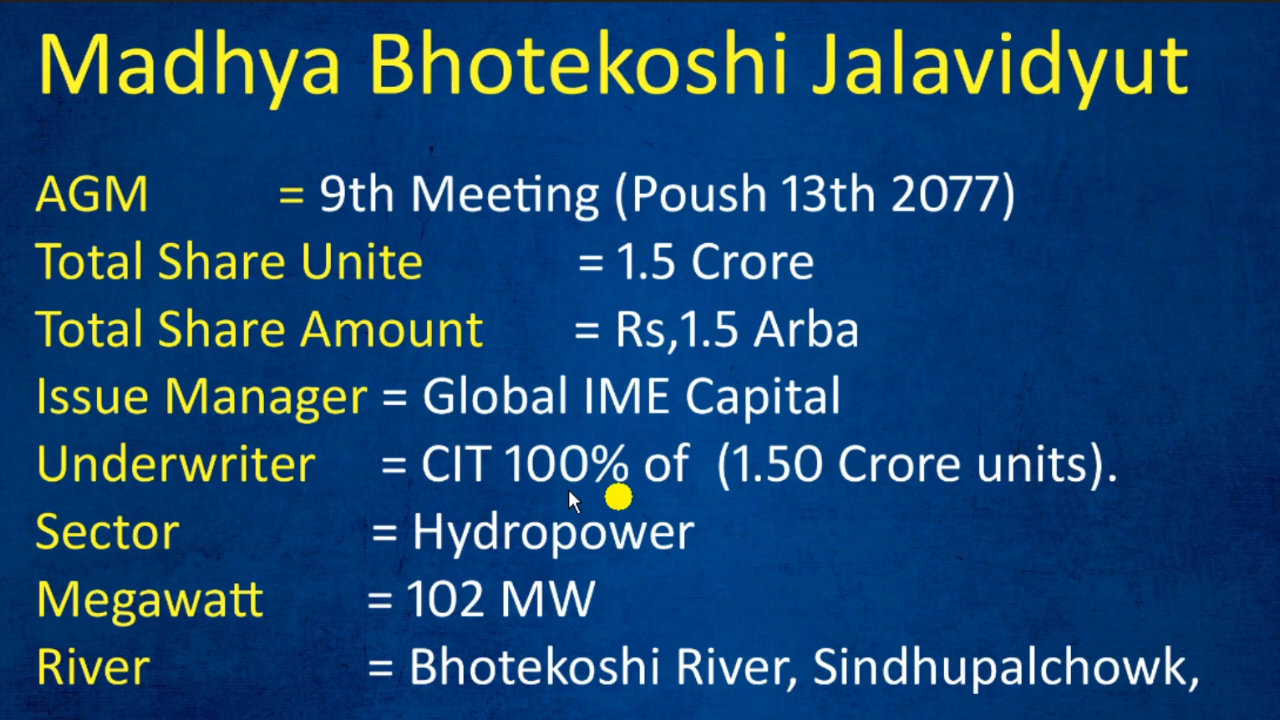 Madhya Bhotekoshi Jalavidyut
AGM = 9th Meeting (Poush 13th 2077)
Total Share Unite = 1.5 Crore
Total Share Amount = Rs,1.5 Arba
Issue Manager = Global IME Capital
Underwriter = CIT 100% of (1.50 Crore units).
Sector = Hydropower
Megawatt = 102 MW
River = Bhotekoshi River, Sindhupalchowk,